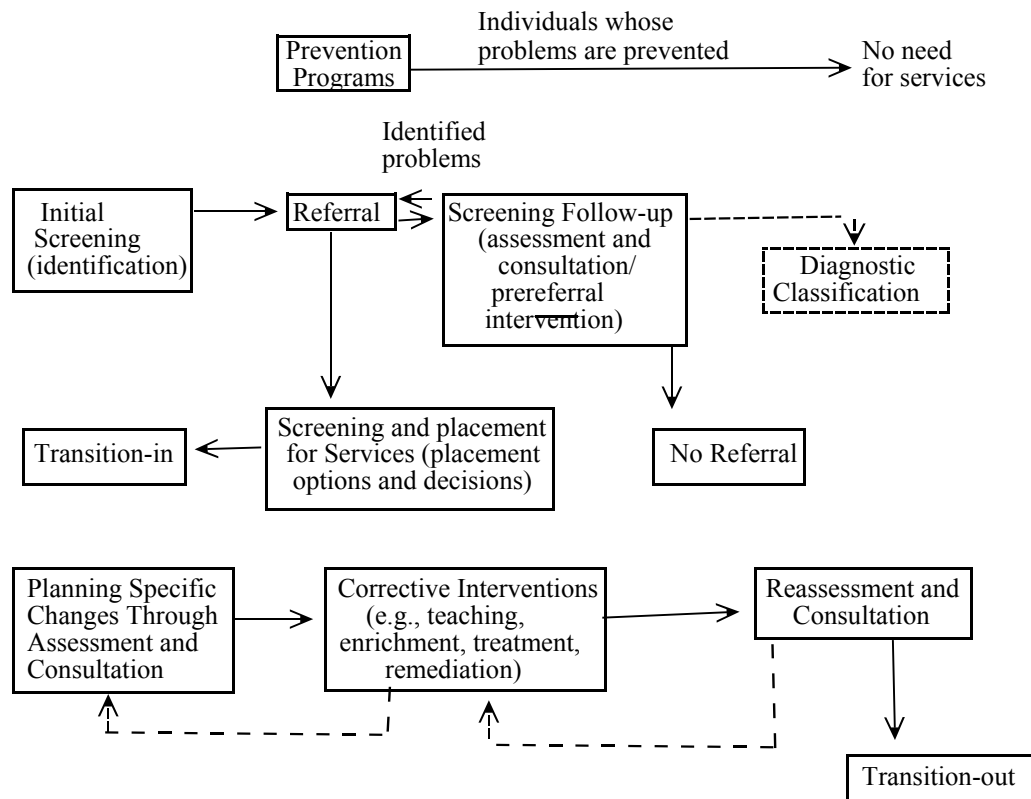 Individuals whose
problems are prevented
Prevention
Programs
No need
for services
Identified
problems
Initial
Screening
(identification)
Referral
Screening Follow-up
(assessment and
consultation/
prereferral
intervention)
Diagnostic
Classification
Transition-in
Screening and placement
for Services (placement
options and decisions)
No Referral
Planning Specific
Changes Through
Assessment and
Consultation
Corrective Interventions
(e.g., teaching,
enrichment, treatment,
remediation)
Reassessment and
Consultation
Transition-out